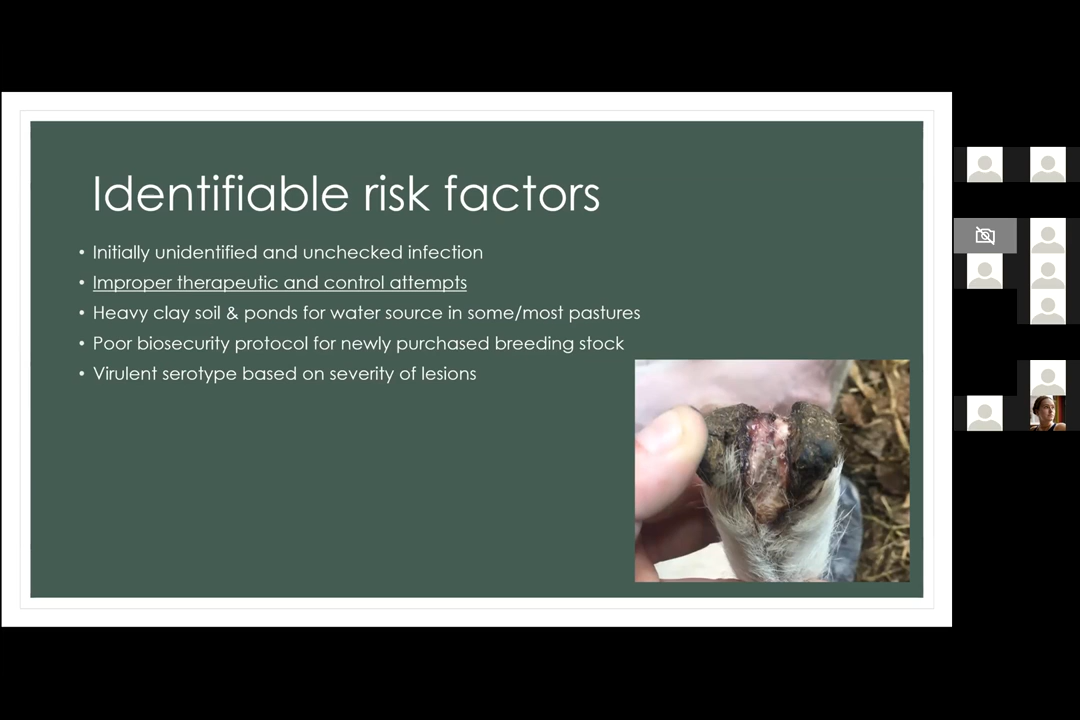 Identifiable risk factors
• Initially unidentified and unchecked infection
• Improper therapeutic and control attempts
• Heavy clay soil & ponds for water source in some/most pastures
• Poor biosecurity protocol for newly purchased breeding stock
• Virulent serotype based on severity of lesions